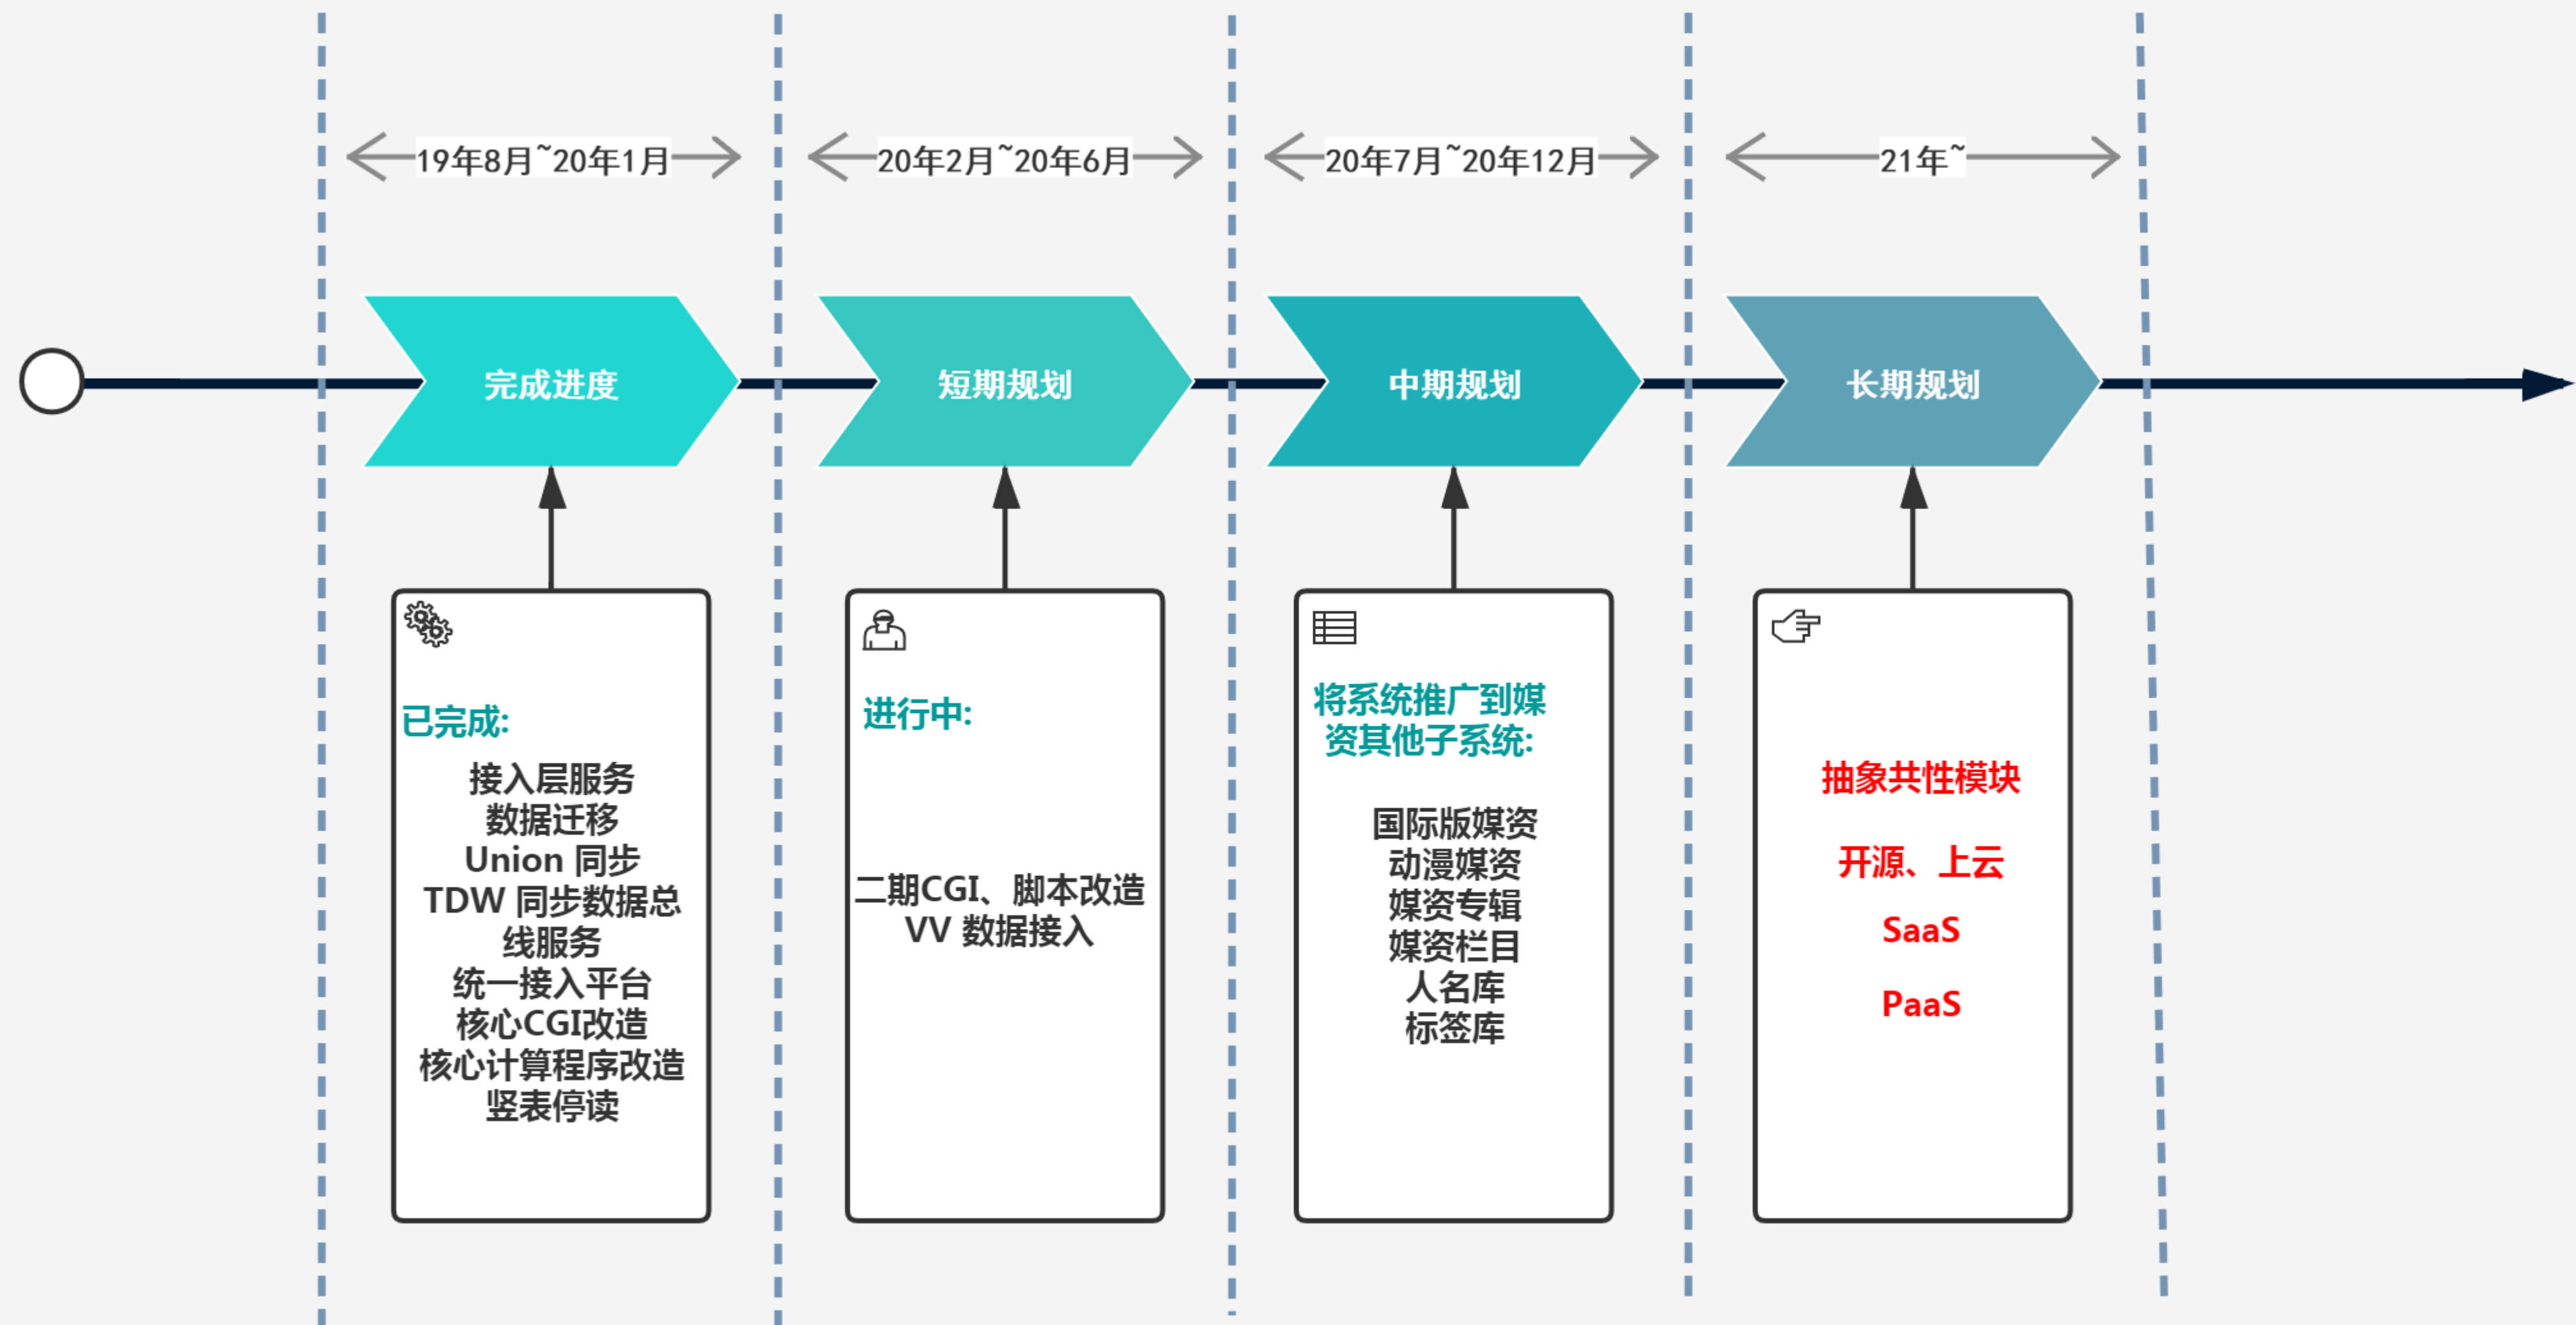 19年8月~20年1月
20年2月~20年6月
20年7月~20年12月
21年~
完成进度
短期规划
中期规划
长期规划
已完成:
接入层服务
数据迁移
Union 同步
TDW 同步数据总
线服务
统一接入平台
核心CGI改造
核心计算程序改造
竖表停读
进行中:
二期CGI、脚本改造
VV 数据接入
将系统推广到媒
资其他子系统:
国际版媒资
动漫媒资
媒资专辑
媒资栏目
人名库
标签库
抽象共性模块
开源、上云
SaaS
PaaS